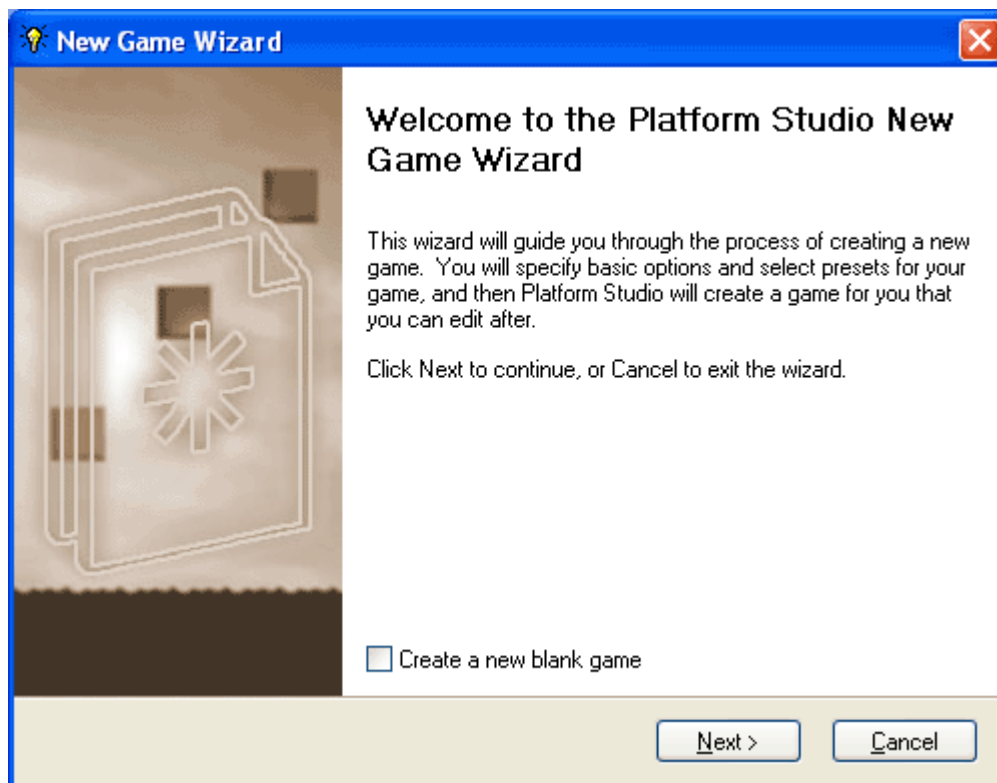 New Game Wizard
Welcome to the Platform Studio New
Game Wizard
This wizard will guide you through the process of creating a new
game.  You will specify basic options and select presets for your
game, and then Platform Studio will create a game for you that
you can edit after.
Click Next to continue, or Cancel to exit the wizard.
Create a new blank game
Next >
Cancel